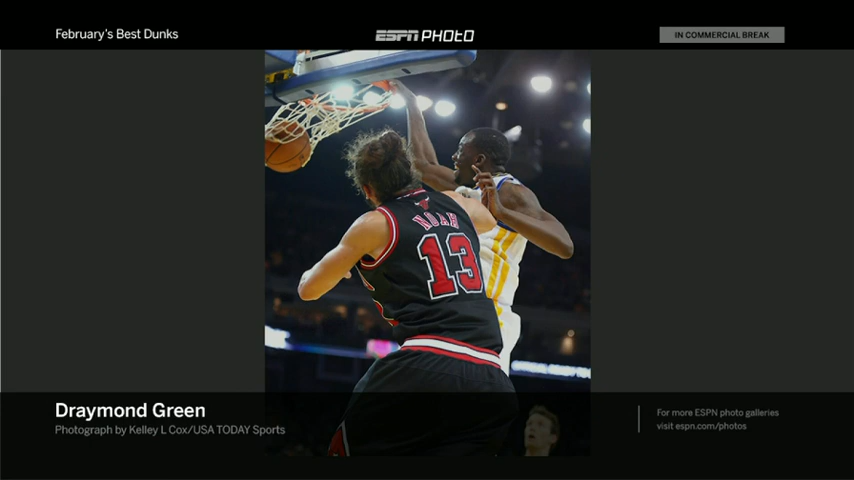 February's Best Dunks
ESPN PHOTO
IN COMMERCIAL BREAK
NOAH
13
Draymond Green
Photograph by Kelley L Cox/USA TODAY Sports
For more ESPN photo galleries
visit espn.com/photos